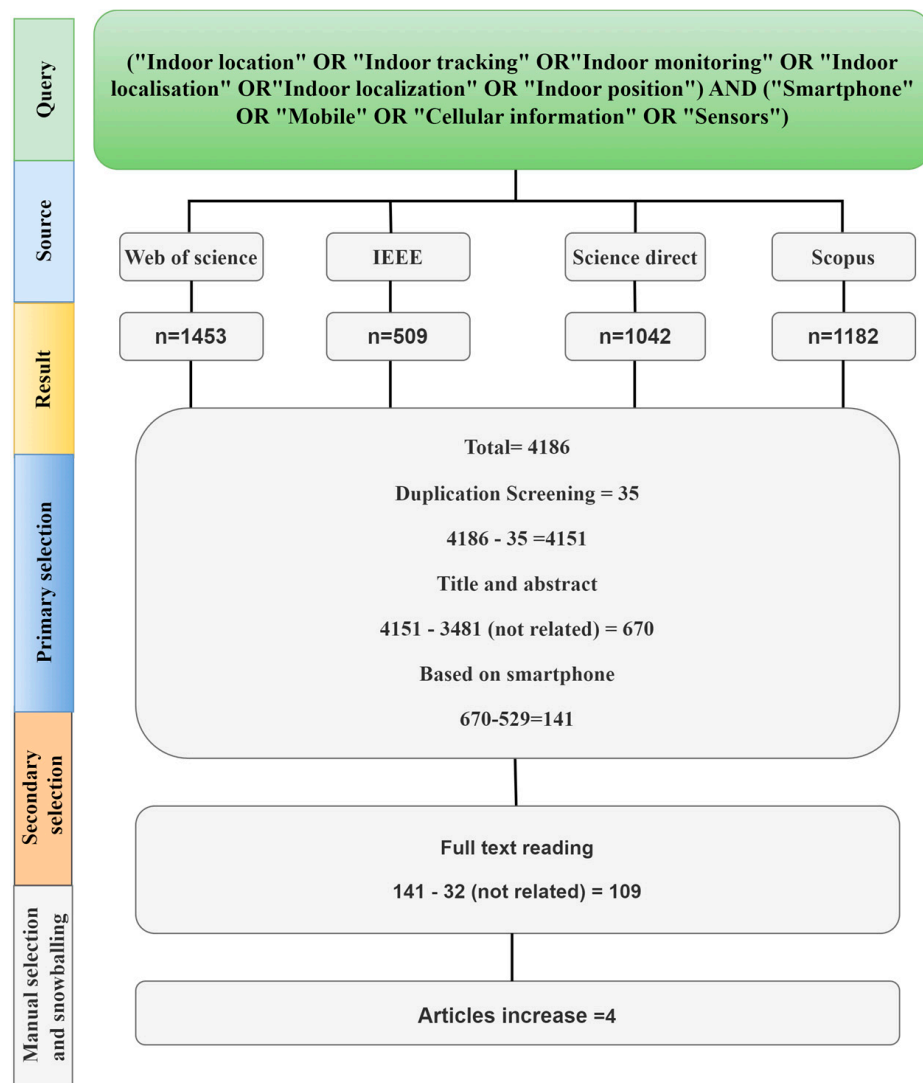 Query
("Indoor location" OR "Indoor tracking" OR"Indoor monitoring" OR "Indoor
localisation" OR"Indoor localization" OR "Indoor position") AND ("Smartphone"
OR "Mobile" OR "Cellular information" OR "Sensors")
Source
Web of science
IEEE
Science direct
Scopus
Result
n=1453
n=509
n=1042
n=1182
Primary selection
Total= 4186
Duplication Screening = 35
4186 - 35 =4151
Title and abstract
4151 - 3481 (not related) = 670
Based on smartphone
670-529=141
Secondary
selection
Full text reading
141 - 32 (not related) = 109
Manual selection
and snowballing
Articles increase =4